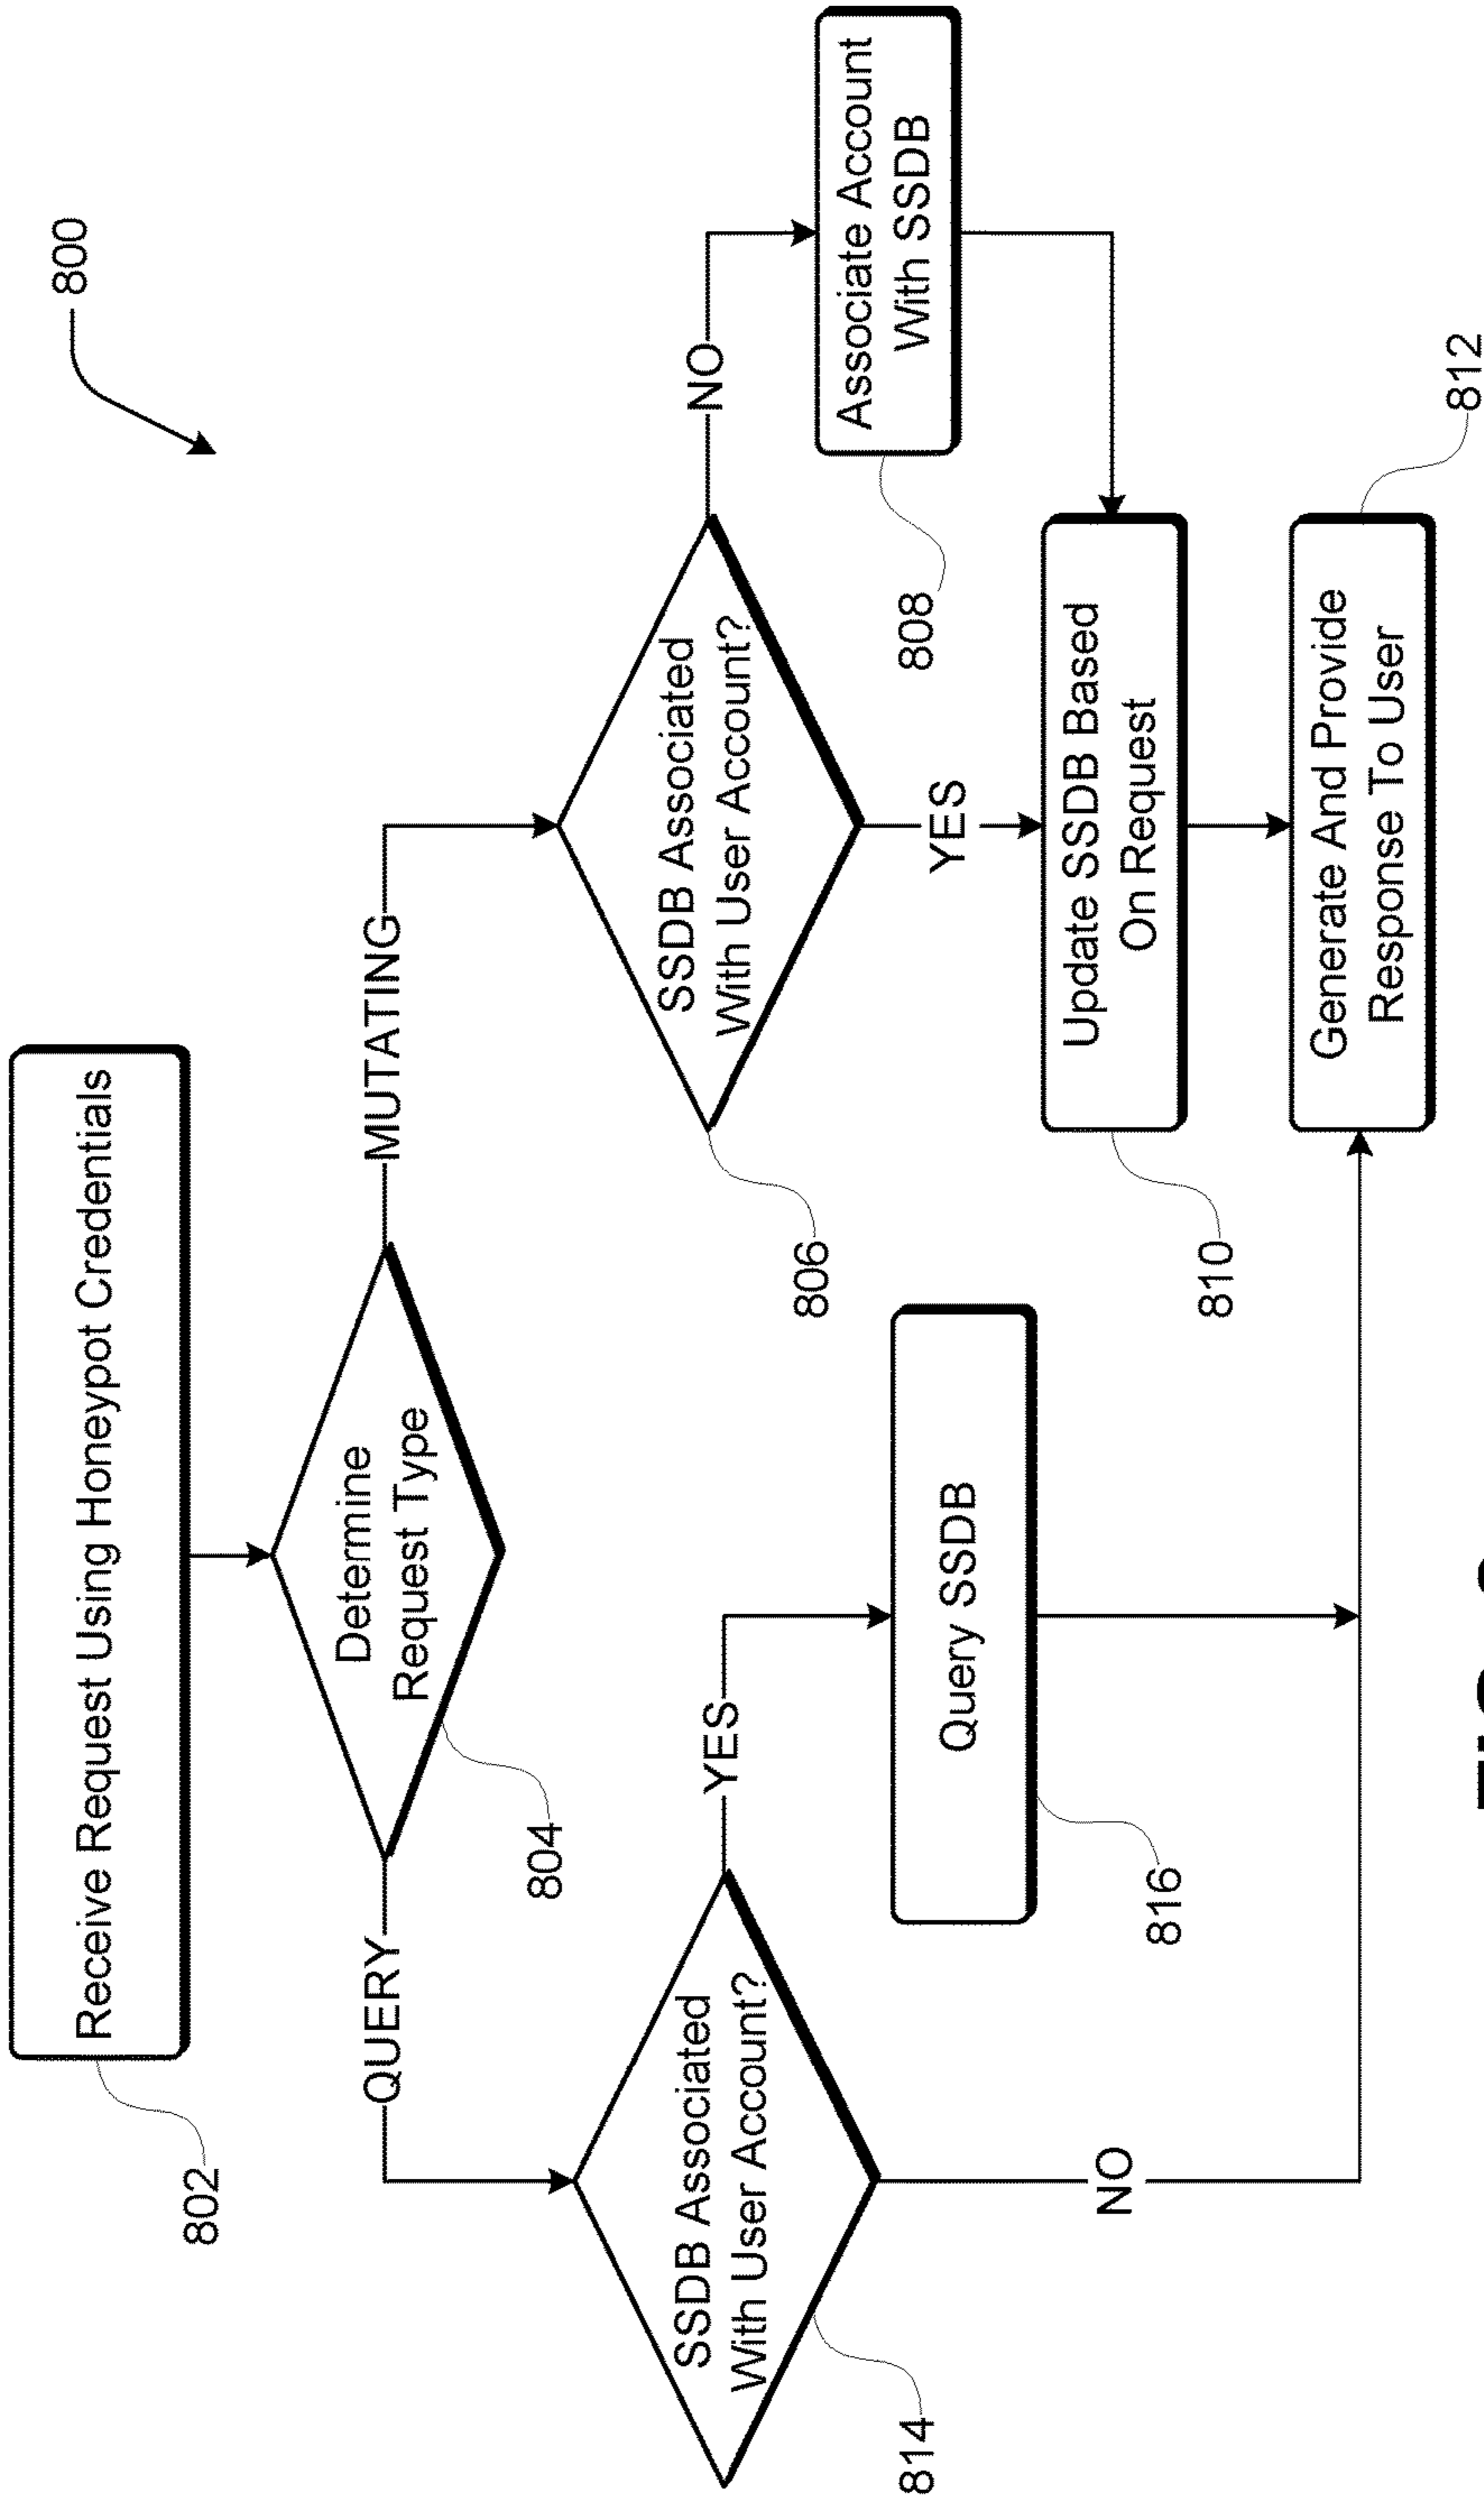 800
Receive Request Using Honeypot Credentials
802
Determine
Request Type
804
QUERY
MUTATING
SSDB Associated
With User Account?
814
YES
NO
Query SSDB
816
SSDB Associated
With User Account?
806
NO
YES
Associate Account
With SSDB
808
Update SSDB Based
On Request
810
Generate And Provide
Response To User
812